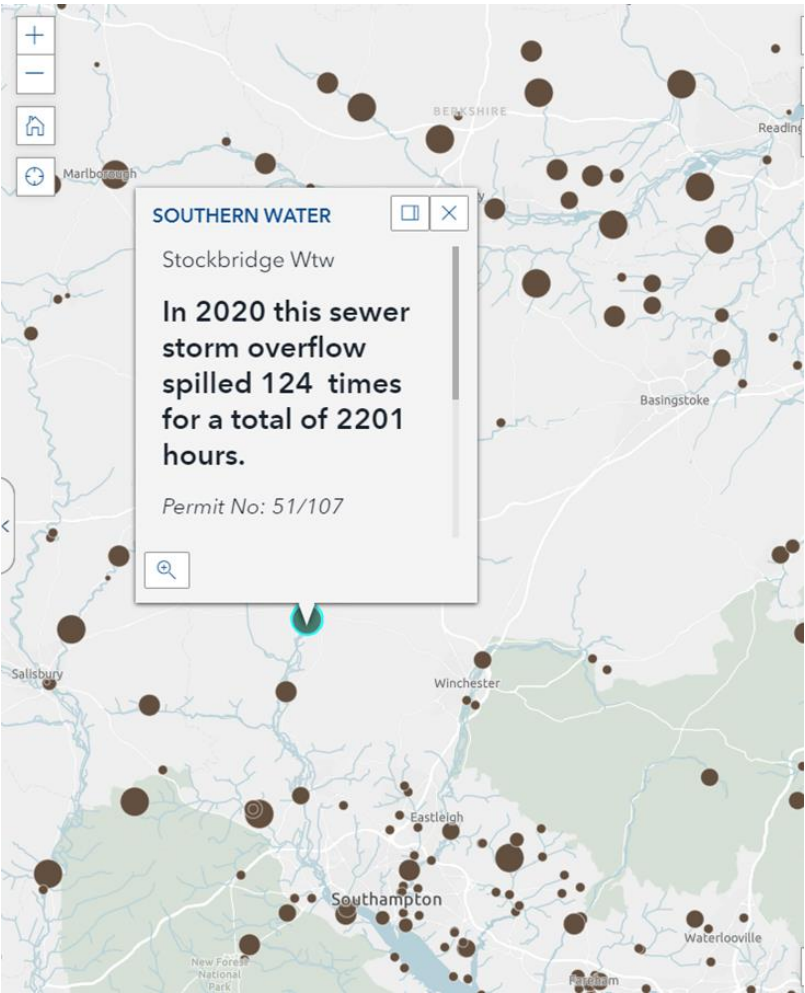 BERKSHIRE
Reading
Marlborough
SOUTHERN WATER
Stockbridge Wtw
In 2020 this sewer
storm overflow
spilled 124 times
for a total of 2201
hours.
Permit No: 51/107
Basingstoke
Salisbury
Winchester
Eastleigh
Southampton
Waterlooville
New Forest
National
Park
Fareham